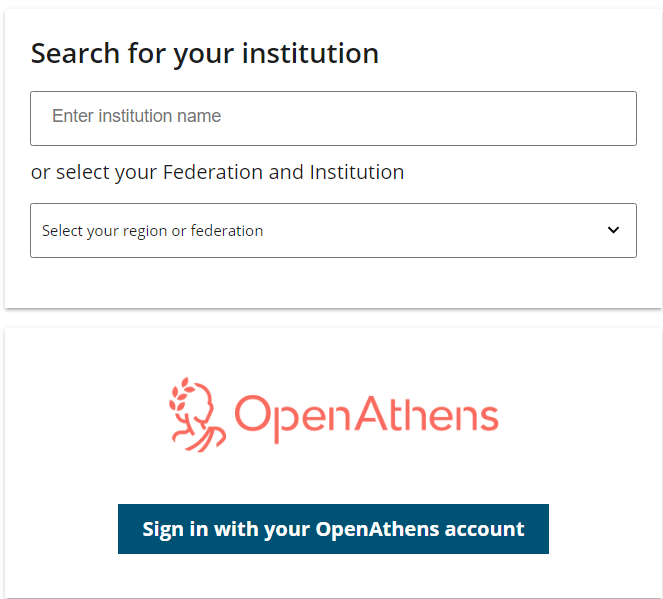 Search for your institution
Enter institution name
or select your Federation and Institution
Select your region or federation
OpenAthens
Sign in with your OpenAthens account